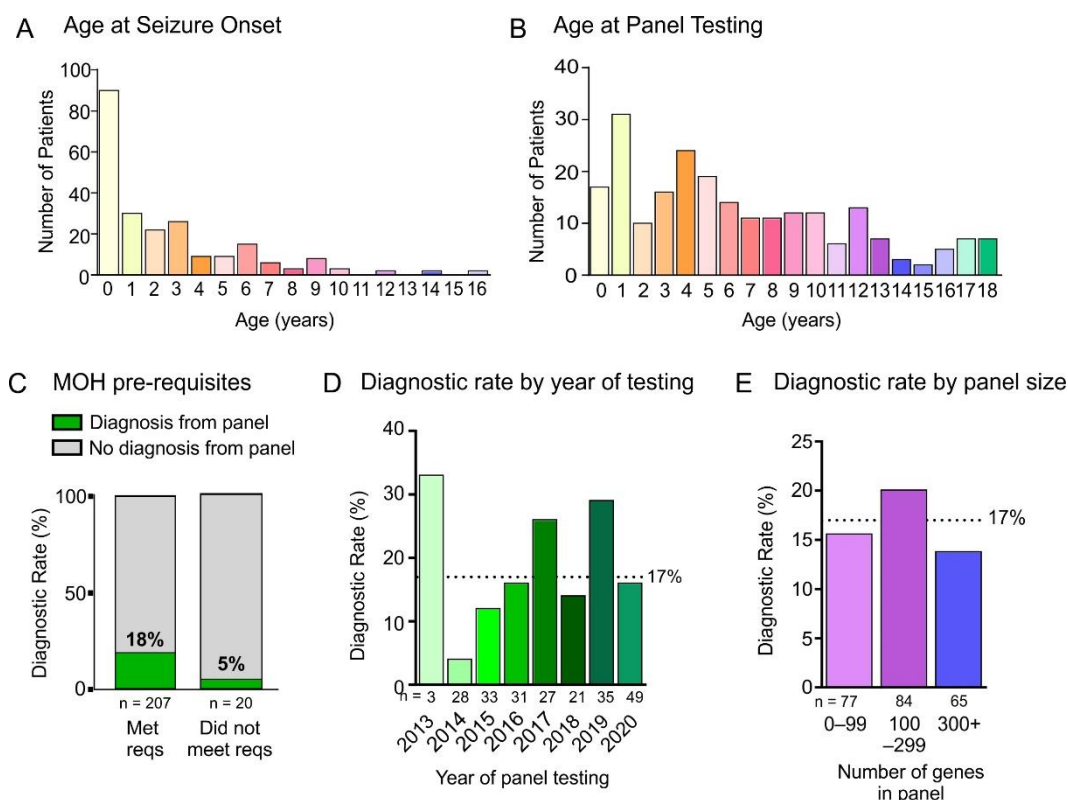 A Age at Seizure Onset
100
80
60
40
20
0
Number of Patients
0 1 2 3 4 5 6 7 8 9 10 11 12 13 14 15 16
Age (years)
B Age at Panel Testing
40
30
20
10
0
Number of Patients
0 1 2 3 4 5 6 7 8 9 10 11 12 13 14 15 16 17 18
Age (years)
C MOH pre-requisites
Diagnosis from panel
No diagnosis from panel
100
50
0
Diagnostic Rate (%)
18%
5%
n = 207 n = 20
Met Did not
reqs meet reqs
D Diagnostic rate by year of testing
40
30
20
10
0
Diagnostic Rate (%)
17%
n = 3 28 33 31 27 21 35 49
2013 2014 2015 2016 2017 2018 2019 2020
Year of panel testing
E Diagnostic rate by panel size
25
20
15
10
5
0
Diagnostic Rate (%)
17%
n = 77 84 65
0–99 100 300+
–299
Number of genes
in panel